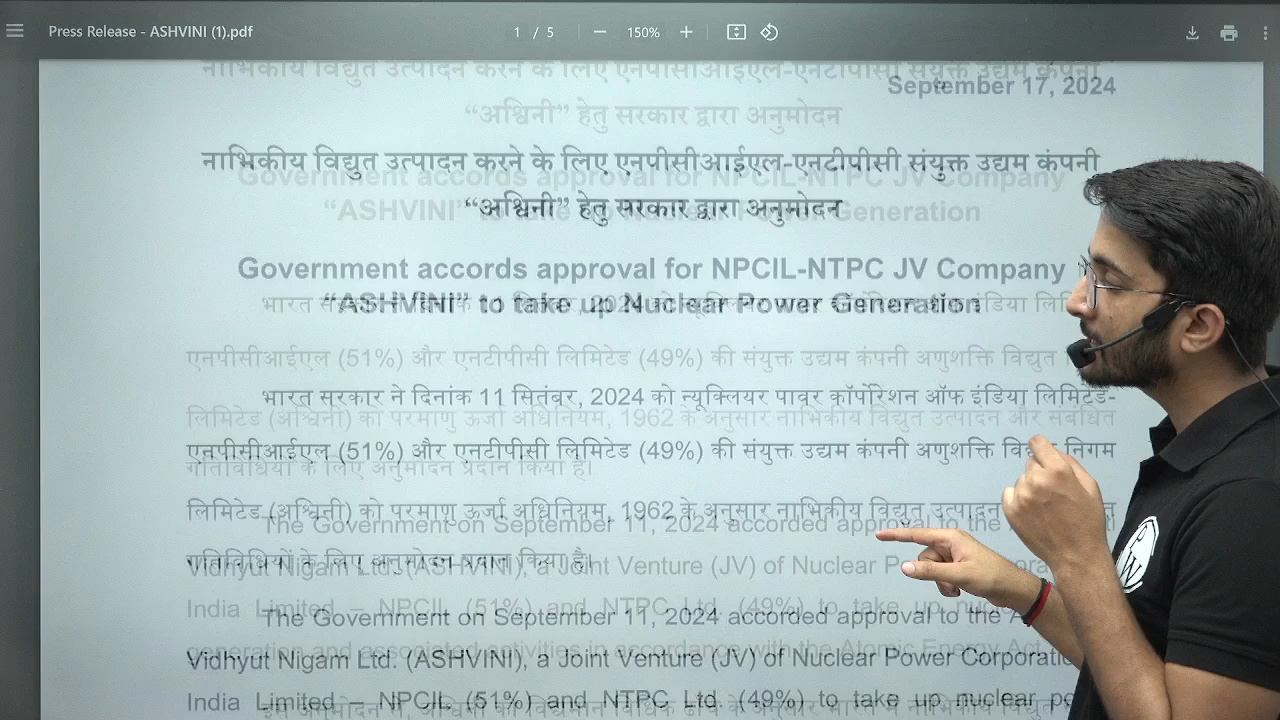 Press Release - ASHVINI (1).pdf
1 / 5
150%
September 17, 2024
नाभिकीय विद्युत उत्पादन करने के लिए एनपीसीआईएल-एनटीपीसी संयुक्त उद्यम कंपनी
“अश्विनी” हेतु सरकार द्वारा अनुमोदन
Government accords approval for NPCIL-NTPC JV Company
“ASHVINI” to take up Nuclear Power Generation
भारत सरकार ने दिनांक 11 सितंबर, 2024 को न्यूक्लियर पावर कॉर्पोरेशन ऑफ इंडिया लिमिटेड-
एनपीसीआईएल (51%) और एनटीपीसी लिमिटेड (49%) की संयुक्त उद्यम कंपनी अणुशक्ति विद्युत निगम
लिमिटेड (अश्विनी) को परमाणु ऊर्जा अधिनियम, 1962 के अनुसार नाभिकीय विद्युत उत्पादन
गतिविधियों के लिए अनुमोदन प्रदान किया है।
The Government on September 11, 2024 accorded approval to the
Vidhyut Nigam Ltd. (ASHVINI), a Joint Venture (JV) of Nuclear Power
India Limited – NPCIL (51%) and NTPC Ltd. (49%) to take up nuclear